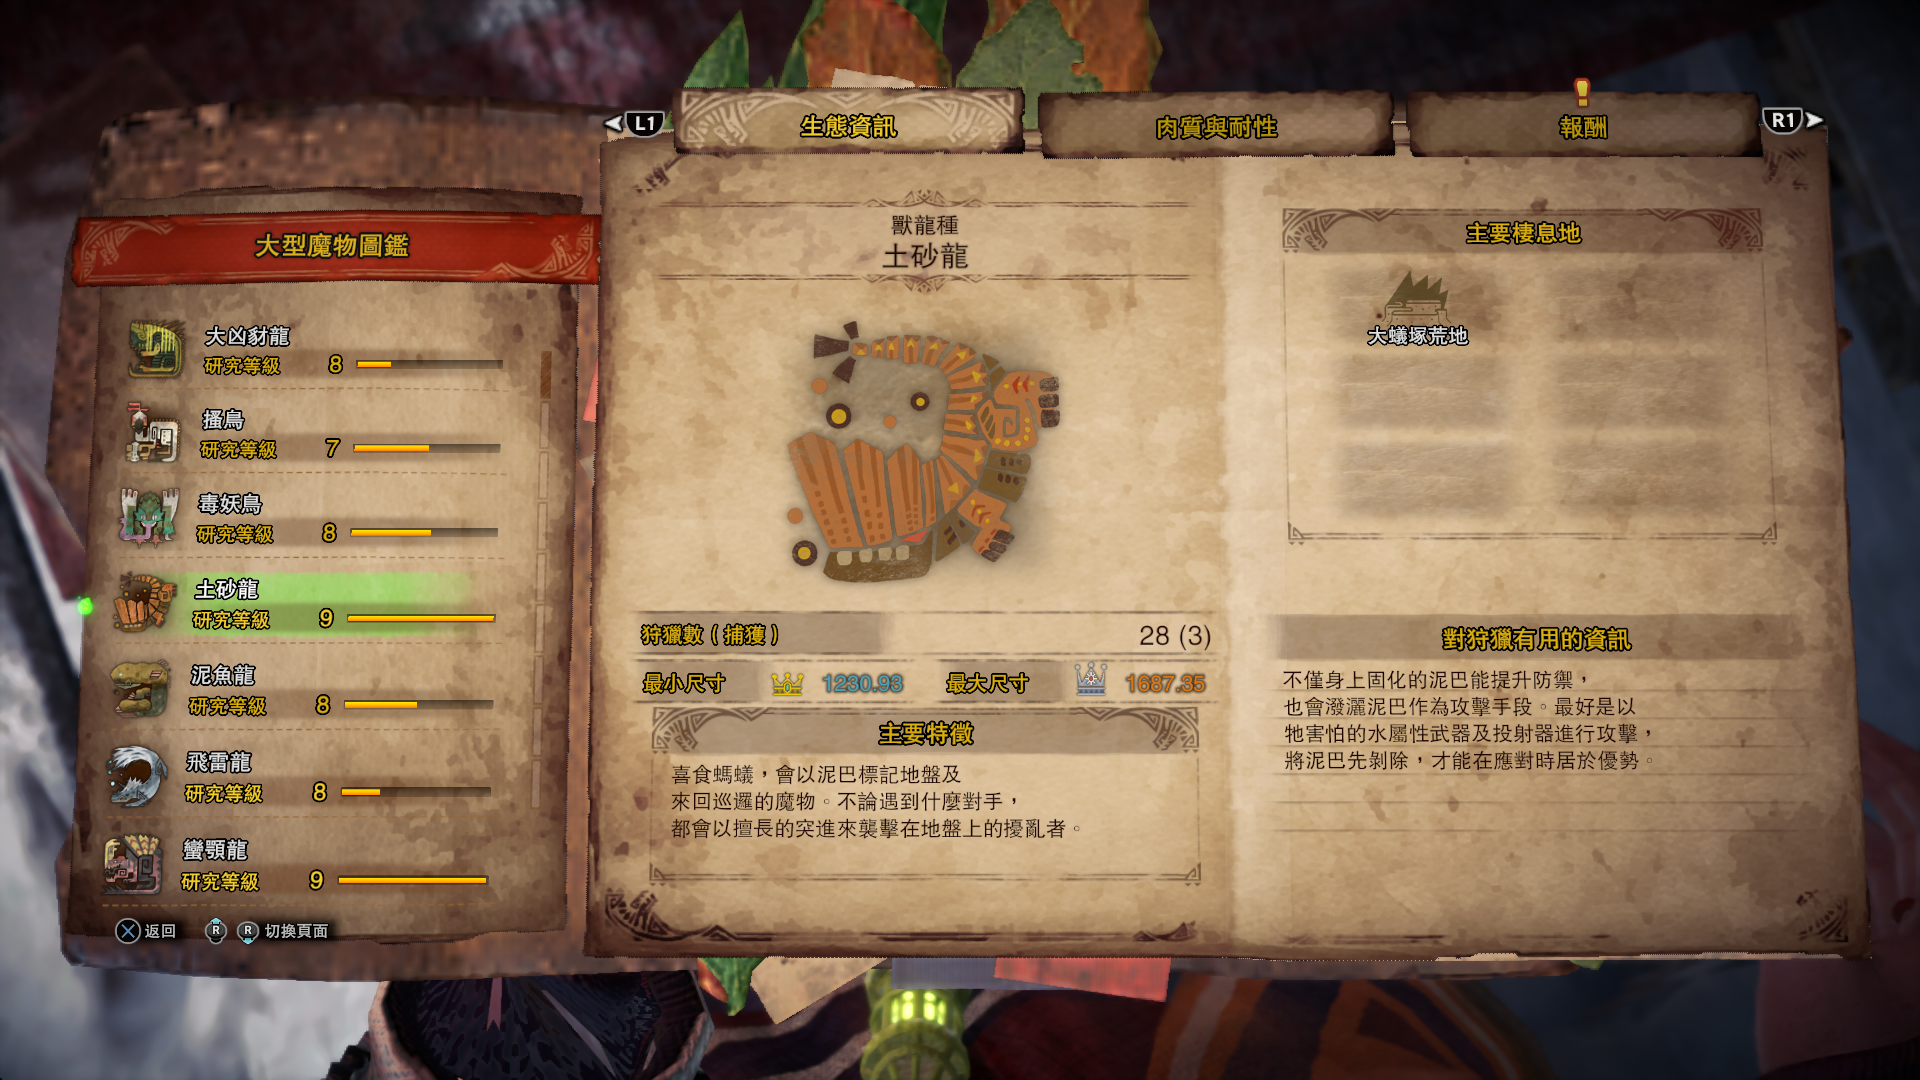 L1
生態資訊
肉質與耐性
報酬
R1
大型魔物圖鑑
大凶豺龍
研究等級 8
搔鳥
研究等級 7
毒妖鳥
研究等級 8
土砂龍
研究等級 9
泥魚龍
研究等級 8
飛雷龍
研究等級 8
蠻顎龍
研究等級 9
返回 R R 切換頁面
獸龍種
土砂龍
狩獵數(捕獲) 28 (3)
最小尺寸 1230.93 最大尺寸 1687.35
主要特徵
喜食螞蟻,會以泥巴標記地盤及
來回巡邏的魔物。不論遇到什麼對手,
都會以擅長的突進來襲擊在地盤上的擾亂者。
主要棲息地
大蟻塚荒地
對狩獵有用的資訊
不僅身上固化的泥巴能提升防禦,
也會潑灑泥巴作為攻擊手段。最好是以
牠害怕的水屬性武器及投射器進行攻擊,
將泥巴先剝除,才能在應對時居於優勢。